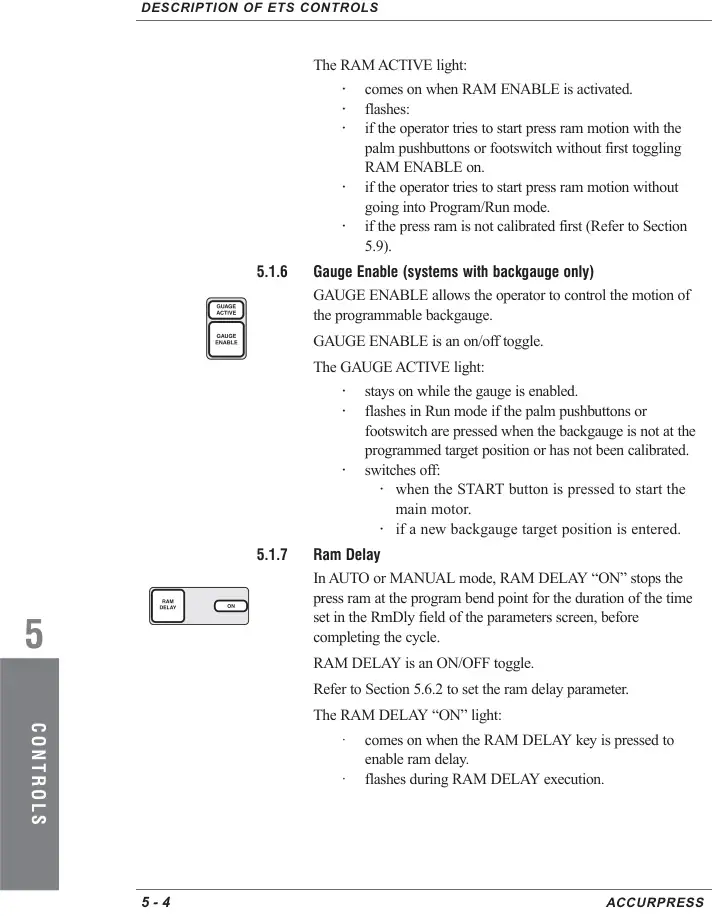 DESCRIPTION OF ETS CONTROLS
The RAM ACTIVE light:
· comes on when RAM ENABLE is activated.
· flashes:
· if the operator tries to start press ram motion with the
palm pushbuttons or footswitch without first toggling
RAM ENABLE on.
· if the operator tries to start press ram motion without
going into Program/Run mode.
· if the press ram is not calibrated first (Refer to Section
5.9).
5.1.6 Gauge Enable (systems with backgauge only)
GUAGE
ACTIVE
GAUGE
ENABLE
GAUGE ENABLE allows the operator to control the motion of
the programmable backgauge.
GAUGE ENABLE is an on/off toggle.
The GAUGE ACTIVE light:
· stays on while the gauge is enabled.
· flashes in Run mode if the palm pushbuttons or
footswitch are pressed when the backgauge is not at the
programmed target position or has not been calibrated.
· switches off:
· when the START button is pressed to start the
main motor.
· if a new backgauge target position is entered.
5.1.7 Ram Delay
RAM
DELAY
ON
In AUTO or MANUAL mode, RAM DELAY “ON” stops the
press ram at the program bend point for the duration of the time
set in the RmDly field of the parameters screen, before
completing the cycle.
RAM DELAY is an ON/OFF toggle.
Refer to Section 5.6.2 to set the ram delay parameter.
The RAM DELAY “ON” light:
· comes on when the RAM DELAY key is pressed to
enable ram delay.
· flashes during RAM DELAY execution.
5
CONTROLS
5 - 4 ACCURPRESS